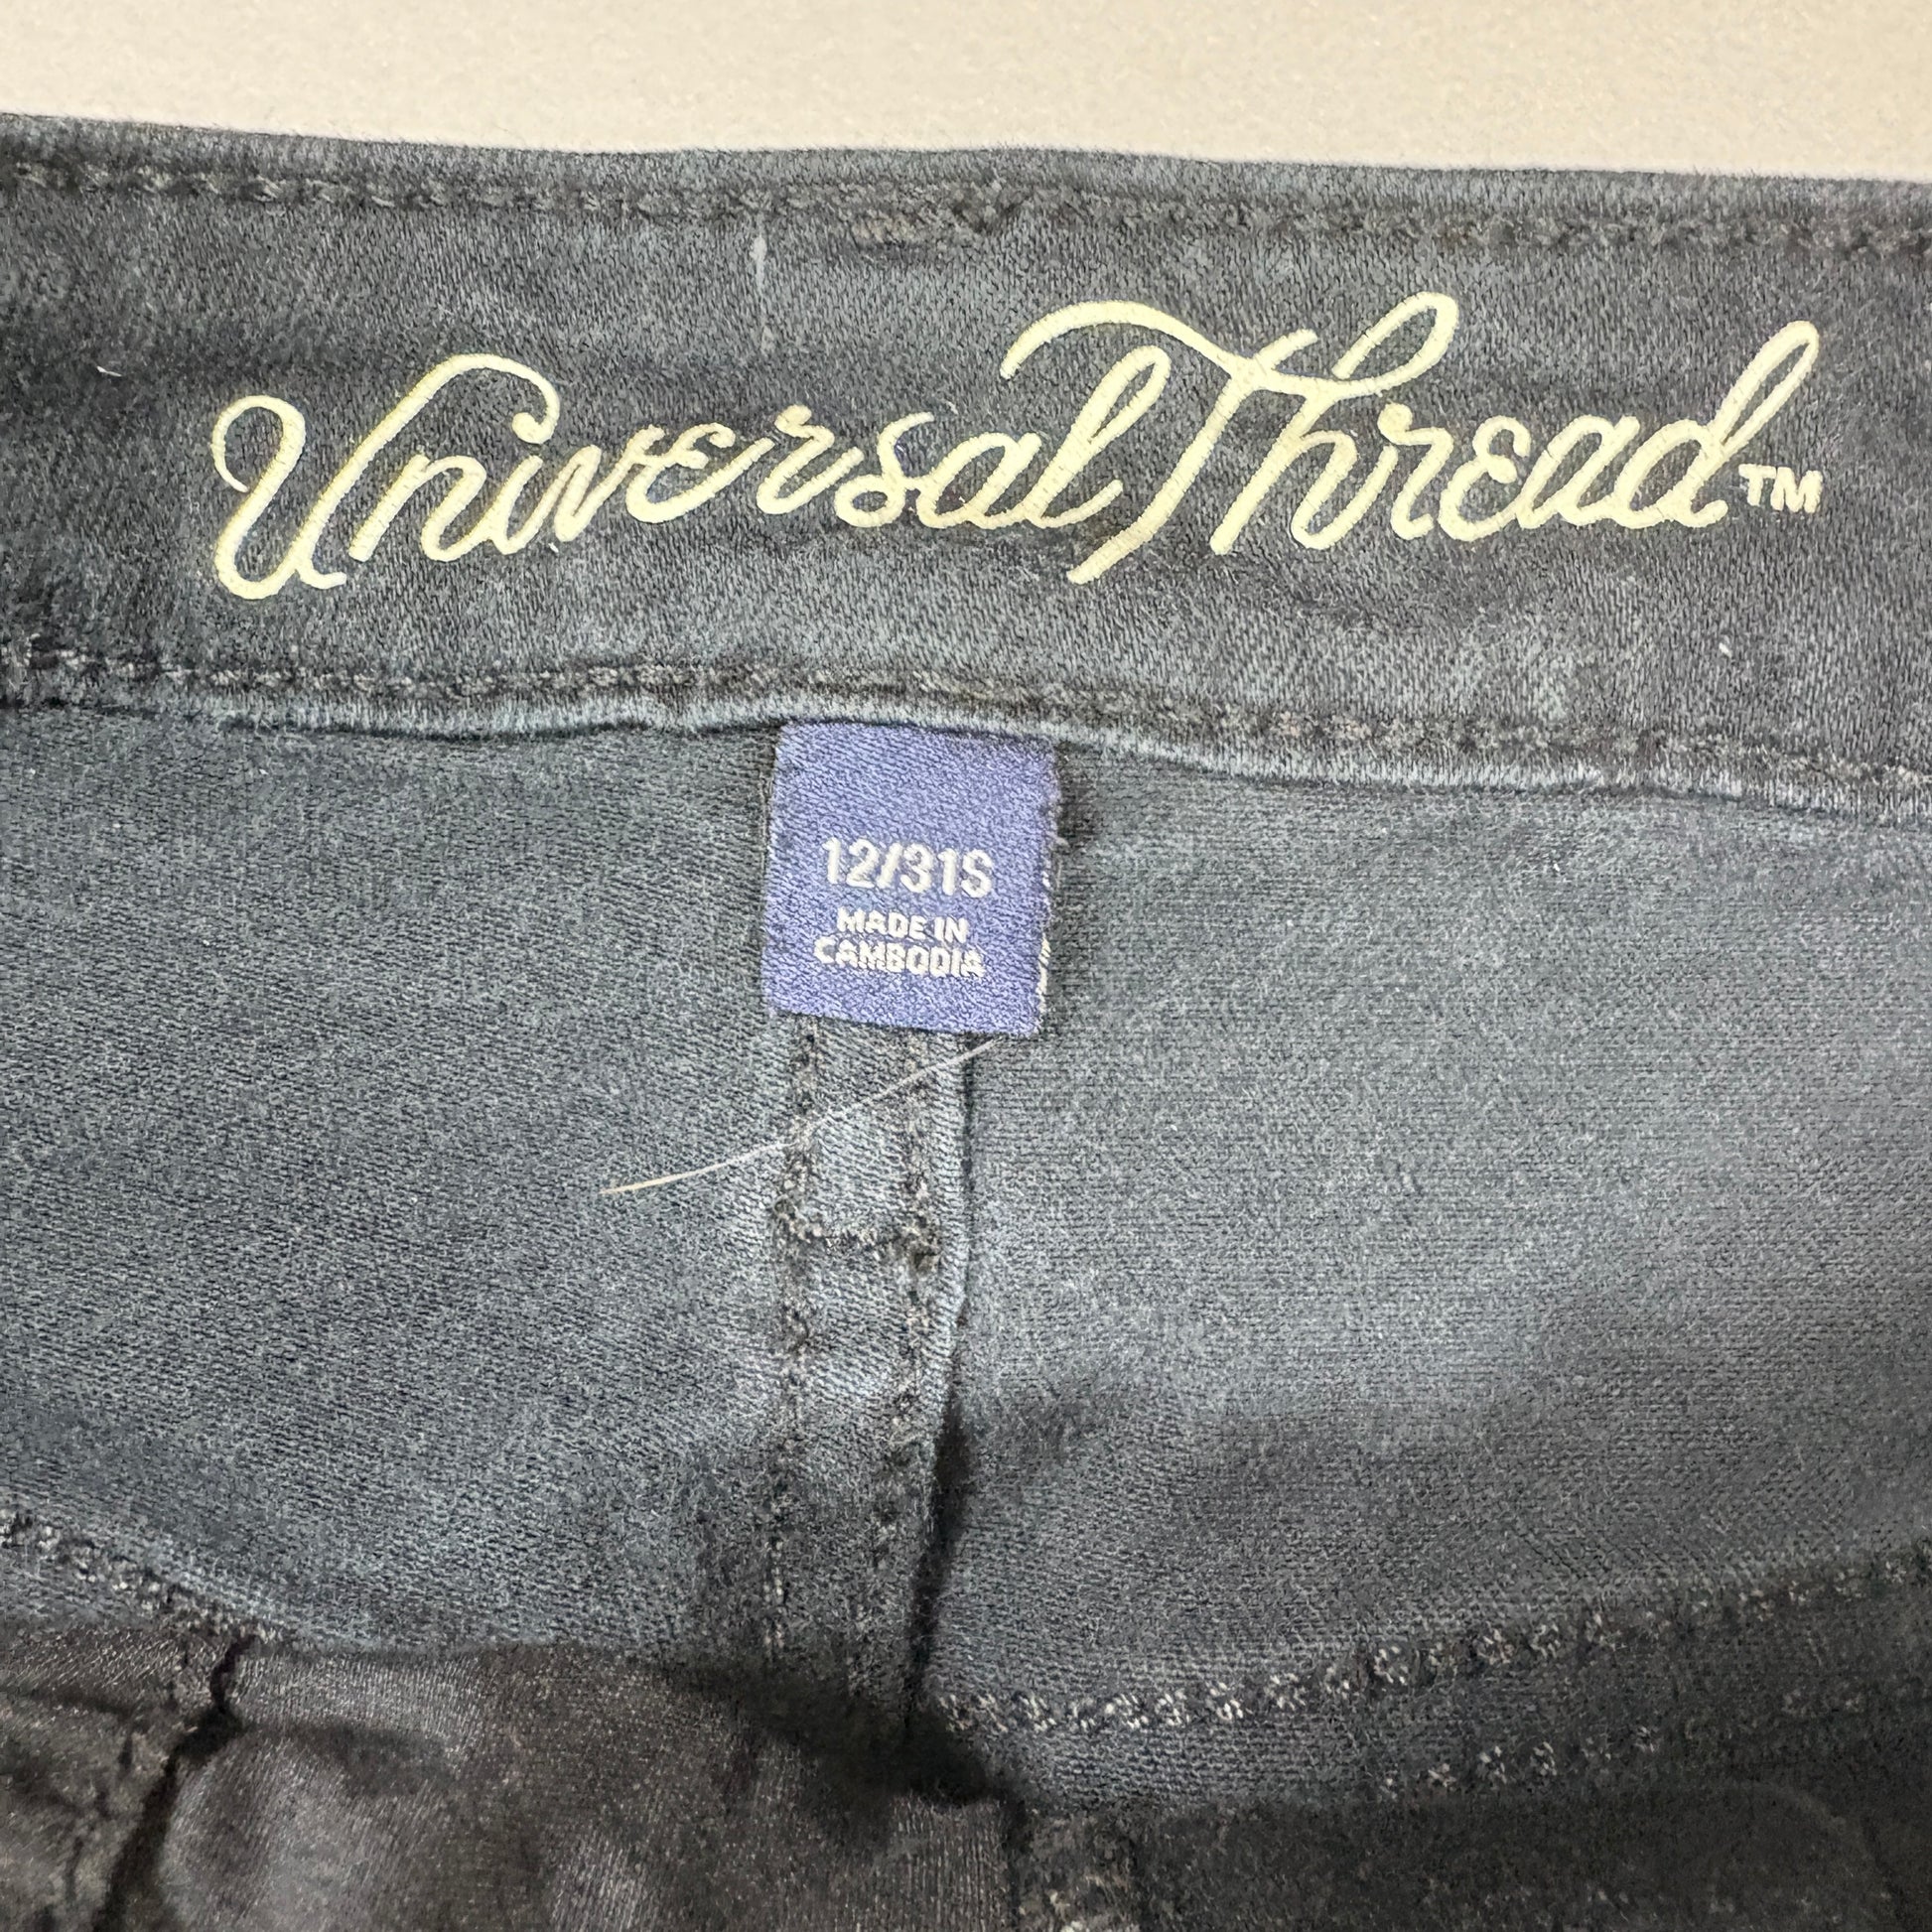 Universal Thread™
12/31S
MADE IN
CAMBODIA